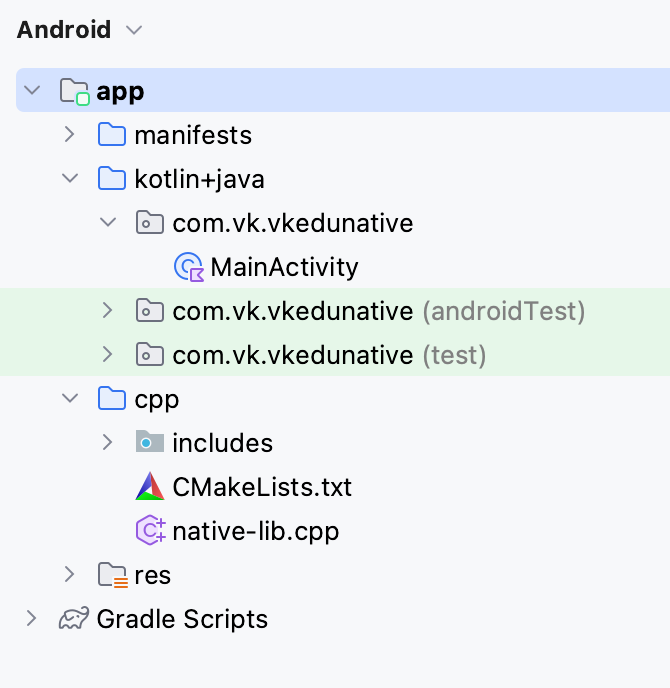 Android
app
manifests
kotlin+java
com.vk.vkedunative
MainActivity
com.vk.vkedunative (androidTest)
com.vk.vkedunative (test)
cpp
includes
CMakeLists.txt
native-lib.cpp
res
Gradle Scripts